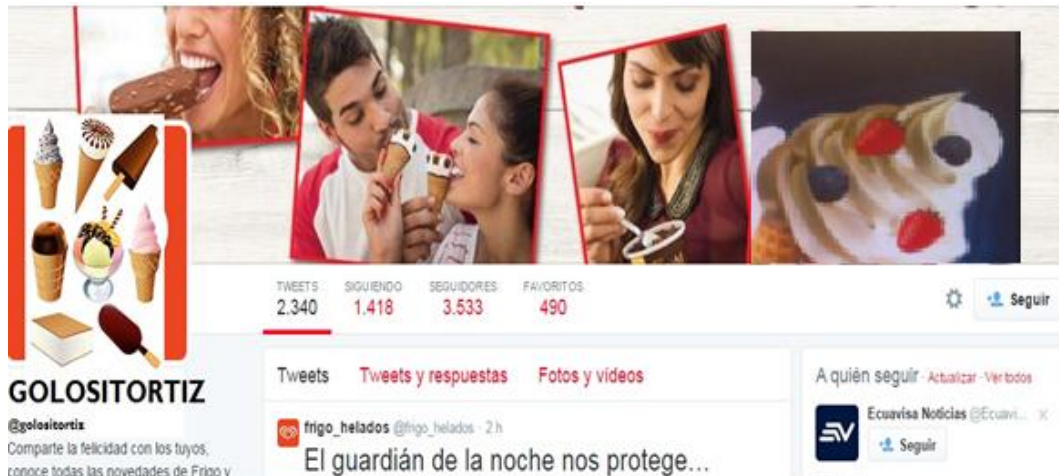 TWEETS SIGUIENDO SEGUIDORES FAVORITOS
2.340 1.418 3.533 490
Seguir
GOLOSITORTIZ
@golositortiz
Comparte la felicidad con los tuyos,
conoce todas las novedades de Frigo y
Tweets Tweets y respuestas Fotos y vídeos
frigo_helados @frigo_helados · 2 h
El guardián de la noche nos protege...
A quién seguir · Actualizar · Ver todos
Ecuavisa Noticias @Ecuavi...
Seguir